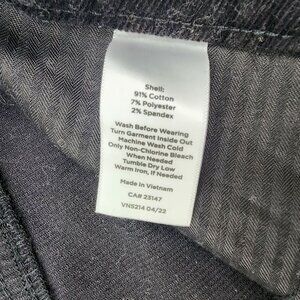 Shell:
91% Cotton
7% Polyester
2% Spandex
Wash Before Wearing
Turn Garment Inside Out
Machine Wash Cold
Only Non-Chlorine Bleach
When Needed
Tumble Dry Low
Warm Iron, If Needed
Made in Vietnam
CA# 23147
VN5214 04/22